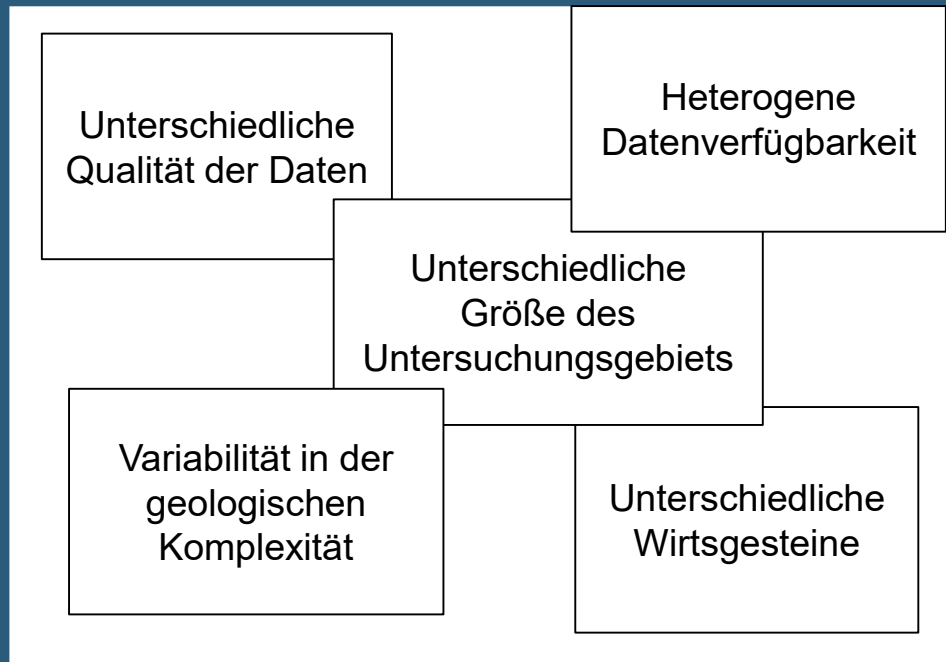 Unterschiedliche
Qualität der Daten
Heterogene
Datenverfügbarkeit
Unterschiedliche
Größe des
Untersuchungsgebiets
Variabilität in der
geologischen
Komplexität
Unterschiedliche
Wirtsgesteine